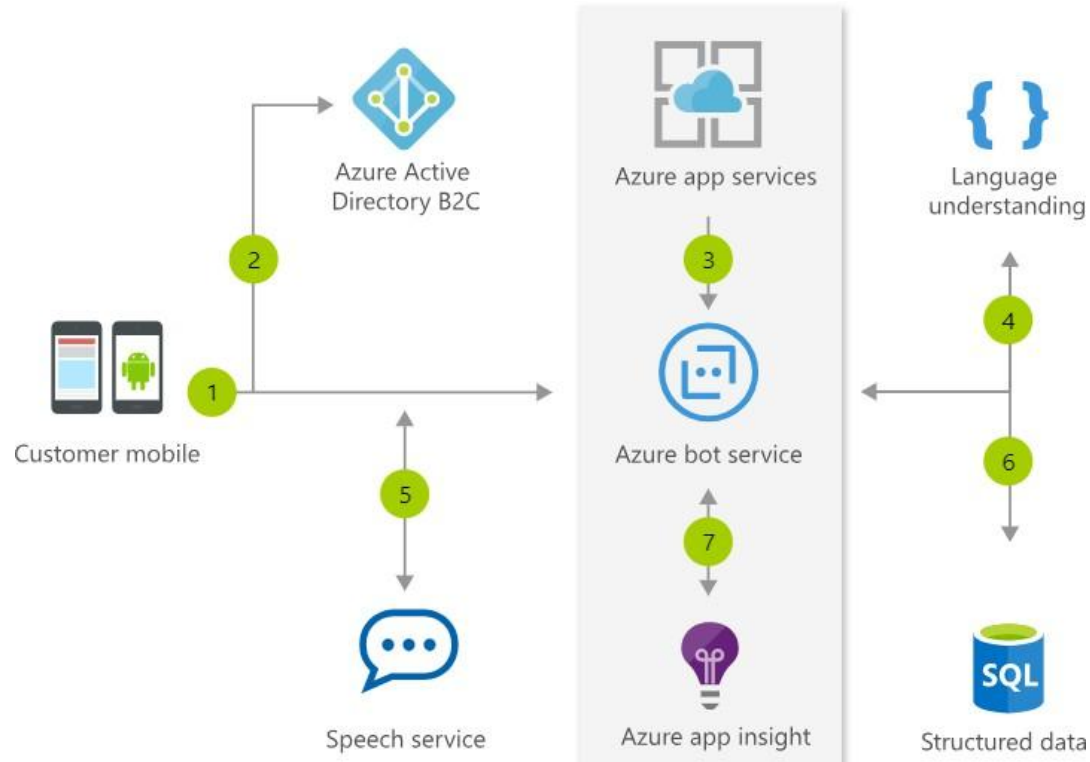 Azure Active
Directory B2C
Azure app services
Language
understanding
2
3
4
1
Customer mobile
Azure bot service
5
6
7
SQL
Speech service
Azure app insight
Structured data